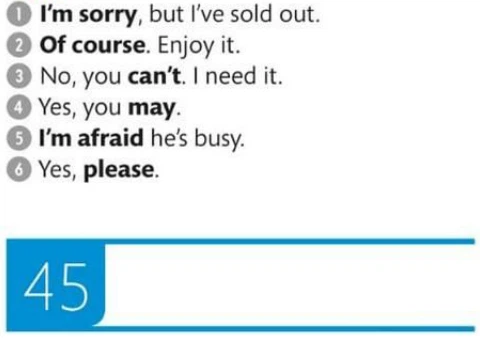 1 I'm sorry, but I've sold out.
2 Of course. Enjoy it.
3 No, you can't. I need it.
4 Yes, you may.
5 I'm afraid he's busy.
6 Yes, please.
45